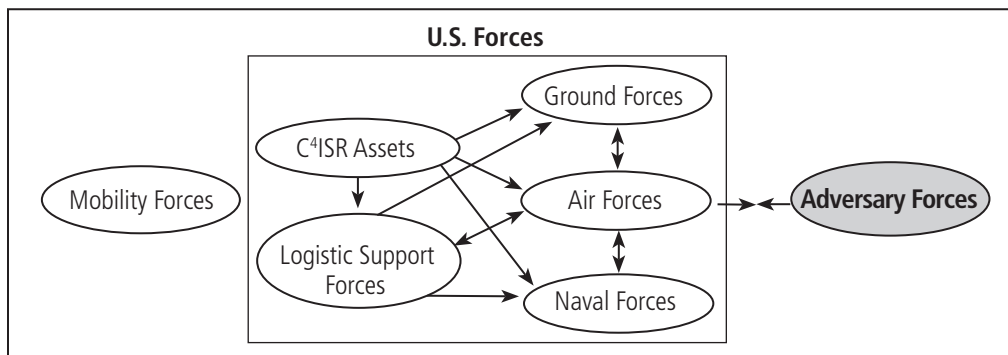 U.S. Forces
Ground Forces
C⁴ISR Assets
Mobility Forces
Air Forces
Adversary Forces
Logistic Support
Forces
Naval Forces